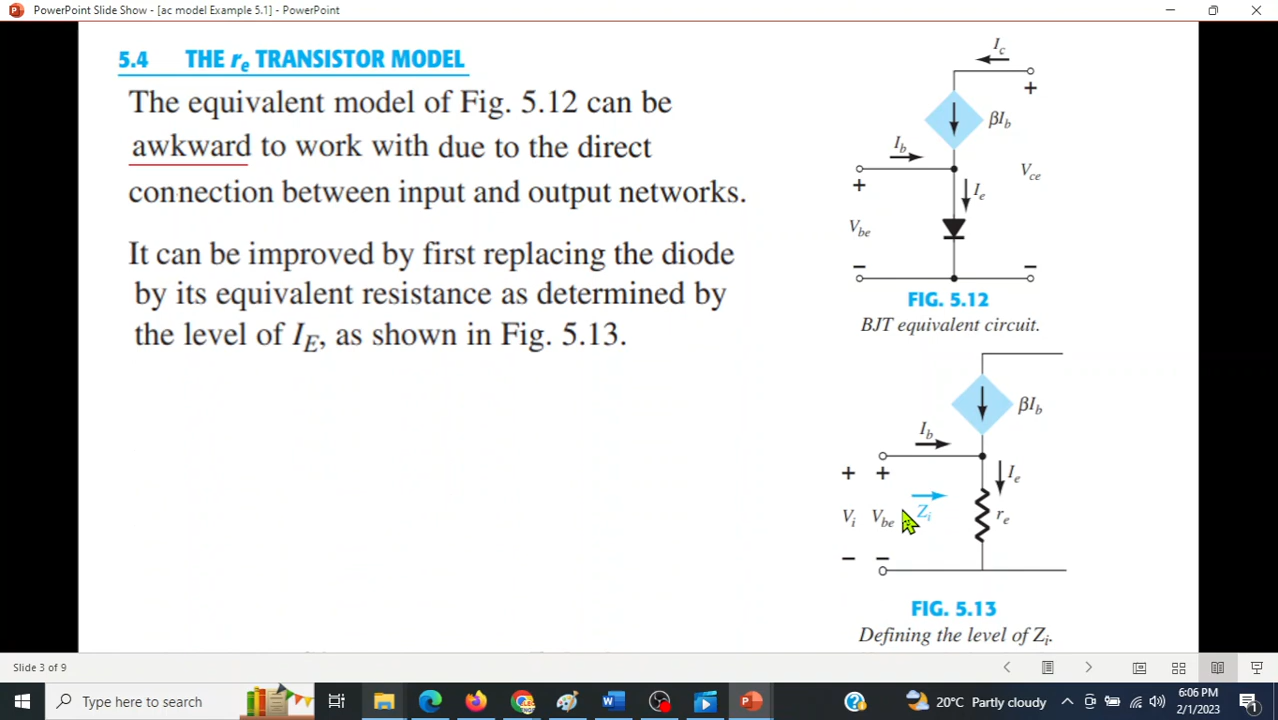 PowerPoint Slide Show - [ac model Example 5.1] - PowerPoint
5.4 THE re TRANSISTOR MODEL
The equivalent model of Fig. 5.12 can be
awkward to work with due to the direct
connection between input and output networks.
It can be improved by first replacing the diode
by its equivalent resistance as determined by
the level of IE, as shown in Fig. 5.13.
Ic
+
βIb
Ib
+
Vce
Ie
Vbe
−
−
FIG. 5.12
BJT equivalent circuit.
βIb
Ib
+ +
Ie
Zi
Vi Vbe
re
− −
FIG. 5.13
Defining the level of Zi.
Slide 3 of 9
Type here to search
20°C Partly cloudy
6:06 PM
2/1/2023
1